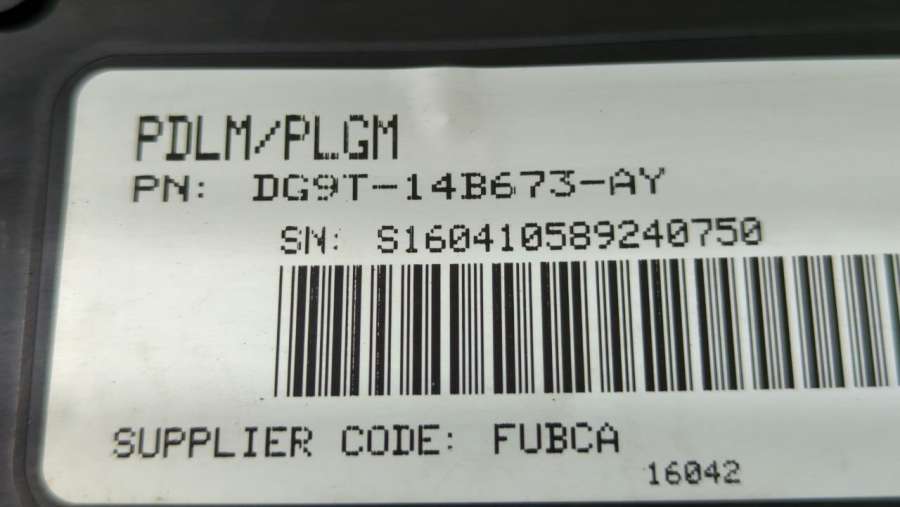 PDLM/PLGM
PN: DG9T-14B673-AY
SN: S160410589240750
SUPPLIER CODE: FUBCA
16042